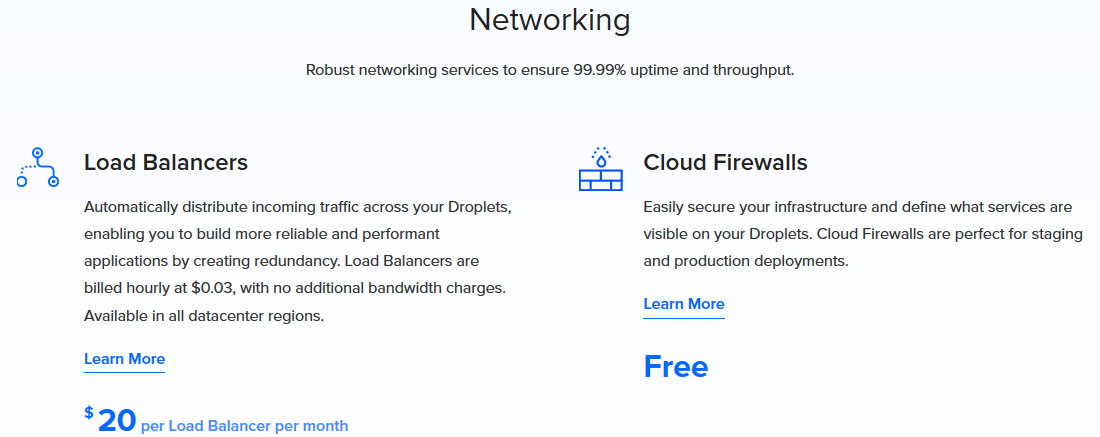 Networking
Robust networking services to ensure 99.99% uptime and throughput.
Load Balancers
Automatically distribute incoming traffic across your Droplets,
enabling you to build more reliable and performant
applications by creating redundancy. Load Balancers are
billed hourly at $0.03, with no additional bandwidth charges.
Available in all datacenter regions.
Learn More
$20 per Load Balancer per month
Cloud Firewalls
Easily secure your infrastructure and define what services are
visible on your Droplets. Cloud Firewalls are perfect for staging
and production deployments.
Learn More
Free